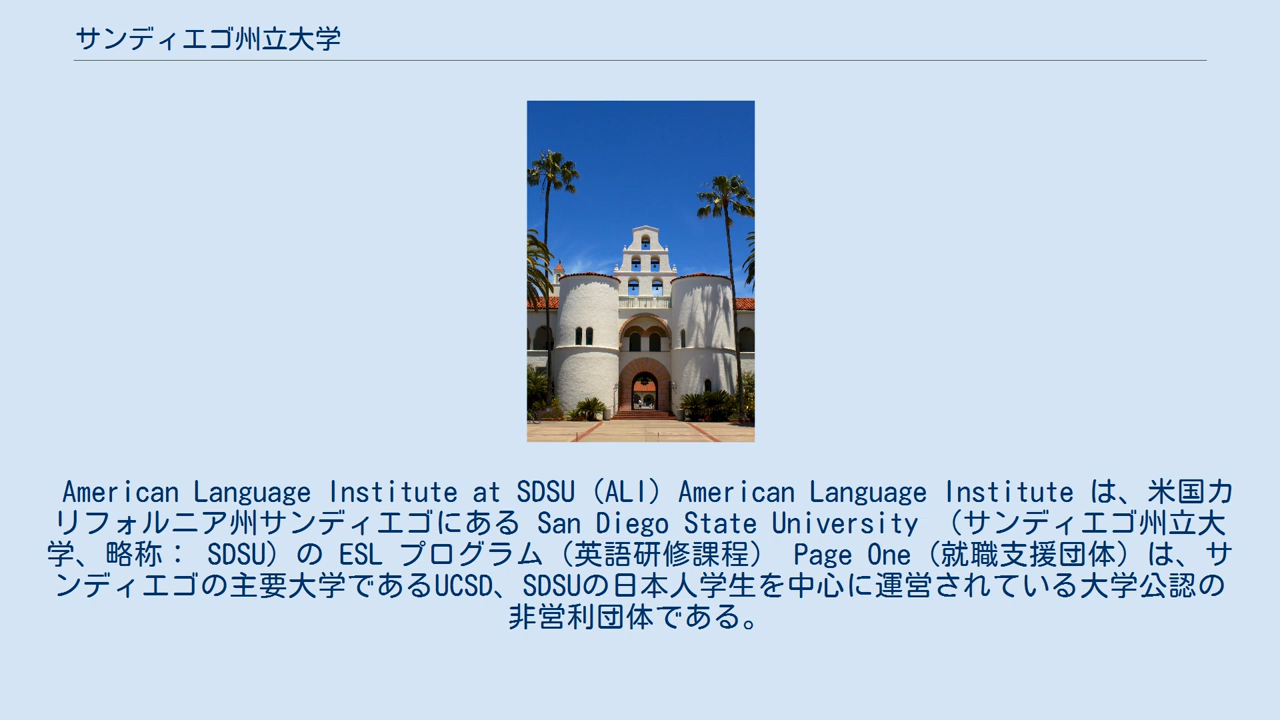 サンディエゴ州立大学
American Language Institute at SDSU (ALI) American Language Institute は、米国カ
リフォルニア州サンディエゴにある San Diego State University （サンディエゴ州立大
学、略称： SDSU）の ESL プログラム（英語研修課程） Page One（就職支援団体）は、サ
ンディエゴの主要大学であるUCSD、SDSUの日本人学生を中心に運営されている大学公認の
非営利団体である。